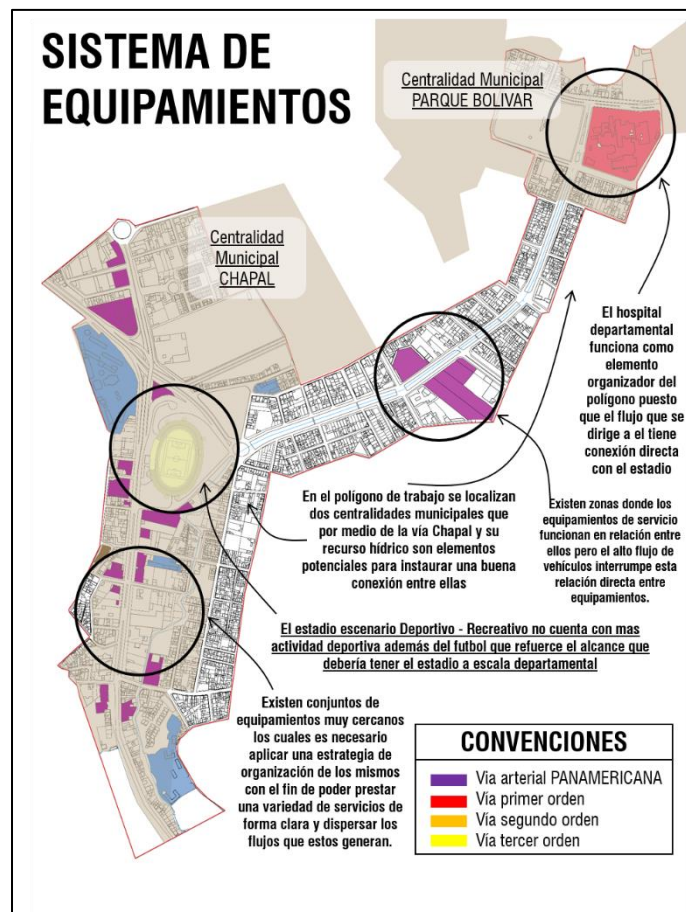 SISTEMA DE
EQUIPAMIENTOS
Centralidad Municipal
PARQUE BOLIVAR
Centralidad
Municipal
CHAPAL
El hospital
departamental
funciona como
elemento
organizador del
polígono puesto
que el flujo que se
dirige a el tiene
conexión directa
con el estadio
En el polígono de trabajo se localizan
dos centralidades municipales que
por medio de la vía Chapal y su
recurso hídrico son elementos
potenciales para instaurar una buena
conexión entre ellas
Existen zonas donde los
equipamientos de servicio
funcionan en relación entre
ellos pero el alto flujo de
vehículos interrumpe esta
relación directa entre
equipamientos.
El estadio escenario Deportivo - Recreativo no cuenta con mas
actividad deportiva además del futbol que refuerce el alcance que
debería tener el estadio a escala departamental
Existen conjuntos de
equipamientos muy cercanos
los cuales es necesario
aplicar una estrategia de
organización de los mismos
con el fin de poder prestar
una variedad de servicios de
forma clara y dispersar los
flujos que estos generan.
CONVENCIONES
Vía arterial PANAMERICANA
Vía primer orden
Vía segundo orden
Vía tercer orden